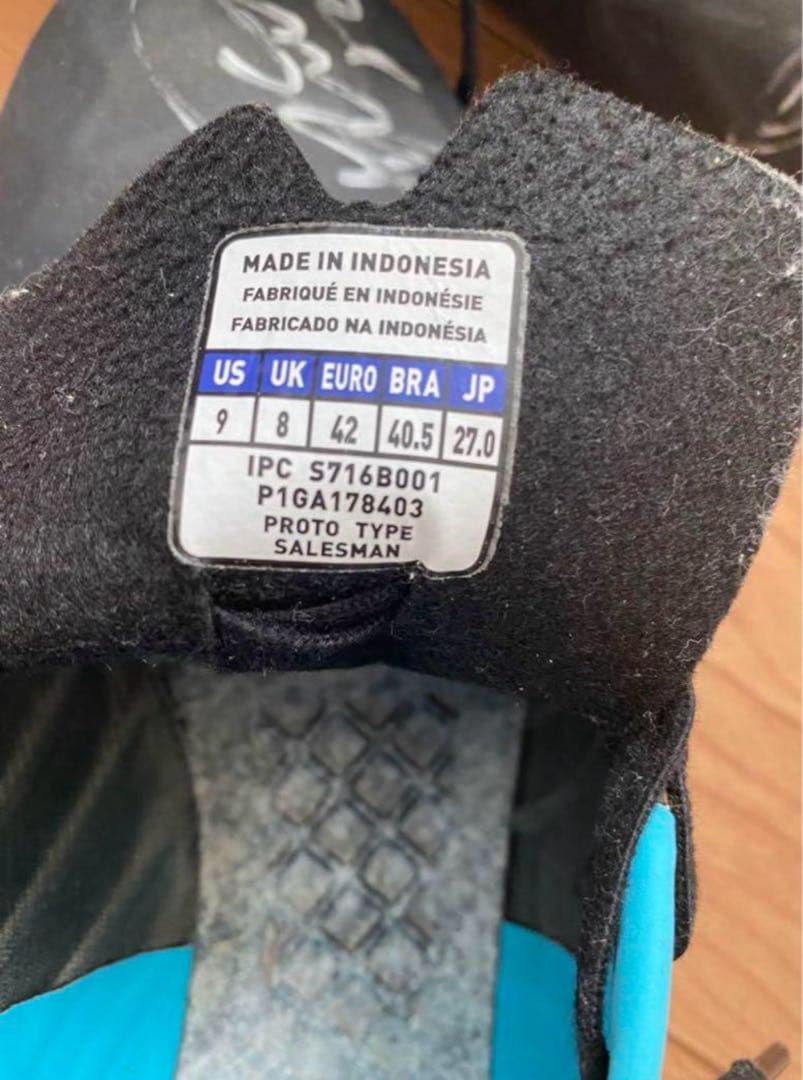 MADE IN INDONESIA
FABRIQUÉ EN INDONÉSIE
FABRICADO NA INDONÉSIA
US UK EURO BRA JP
9 8 42 40.5 27.0
IPC S716B001
P1GA178403
PROTO TYPE
SALESMAN